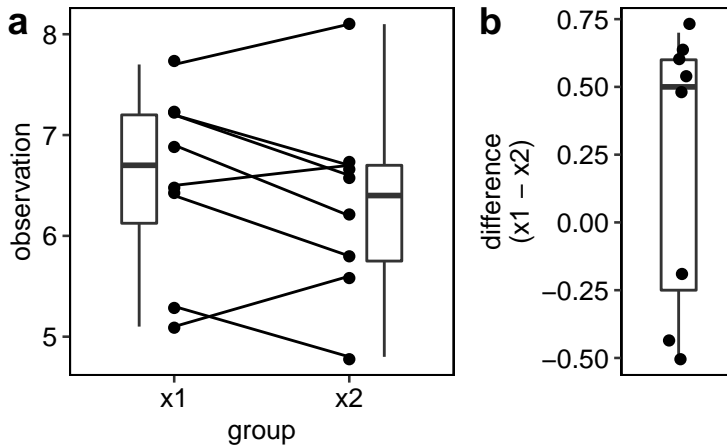 a
8
7
6
5
observation
x1 x2
group
b
0.75
0.50
0.25
0.00
−0.25
−0.50
difference
(x1 − x2)